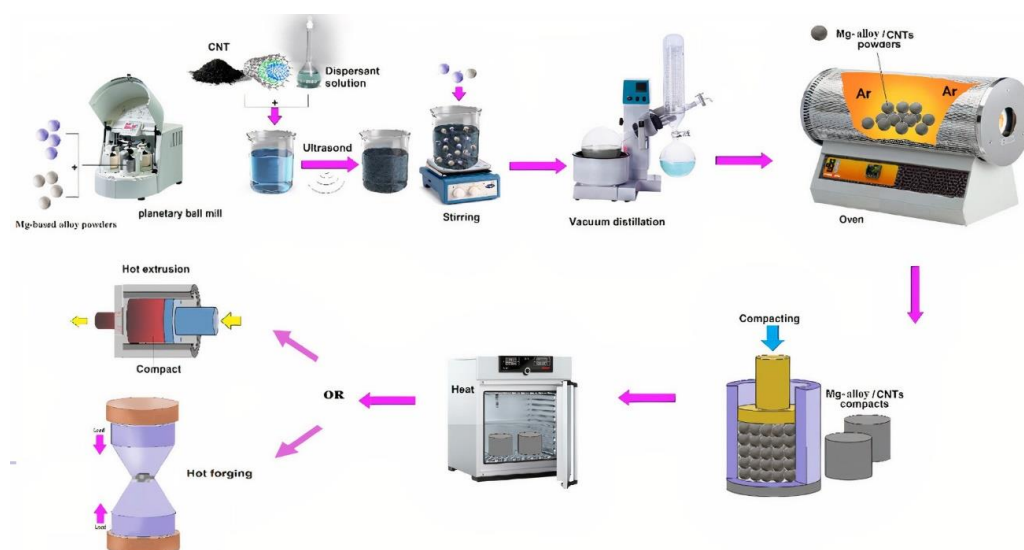 CNT
Dispersant
solution
+
+
Mg-based alloy powders
planetary ball mill
Ultrasond
Stirring
Vacuum distillation
Mg-alloy / CNTs
powders
Ar
Ar
Oven
Hot extrusion
Compact
Compacting
Mg-alloy / CNTs
compacts
Heat
OR
Load
Hot forging
Load